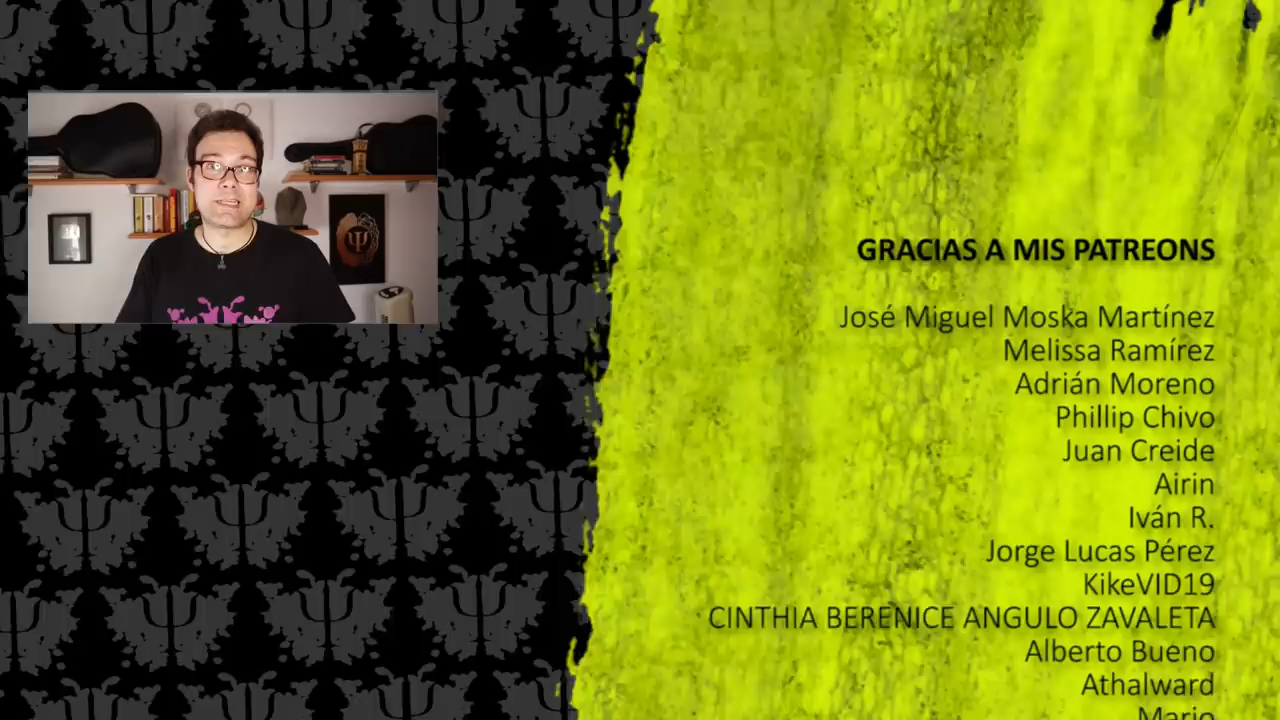 GRACIAS A MIS PATREONS
José Miguel Moska Martínez
Melissa Ramírez
Adrián Moreno
Phillip Chivo
Juan Creide
Airin
Iván R.
Jorge Lucas Pérez
KikeVID19
CINTHIA BERENICE ANGULO ZAVALETA
Alberto Bueno
Athalward
Mario